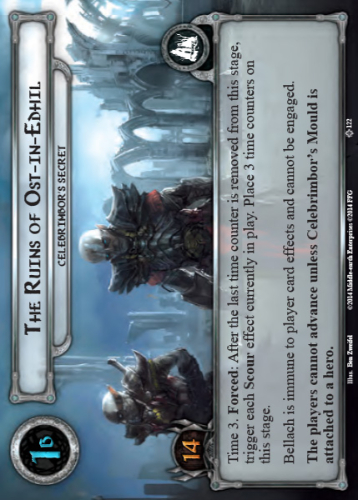 1B
THE RUINS OF OST-IN-EDHIL
CELEBRIMBOR'S SECRET
14
Time 3. Forced: After the last time counter is removed from this stage,
trigger each Scour effect currently in play. Place 3 time counters on
this stage.
Bellach is immune to player card effects and cannot be engaged.
The players cannot advance unless Celebrimbor's Mould is
attached to a hero.
Illus. Ben Zweifel ©2014 Middle-earth Enterprises ©2014 FFG 122